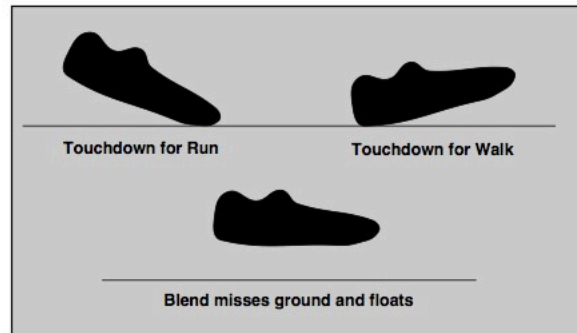 Touchdown for Run
Touchdown for Walk
Blend misses ground and floats